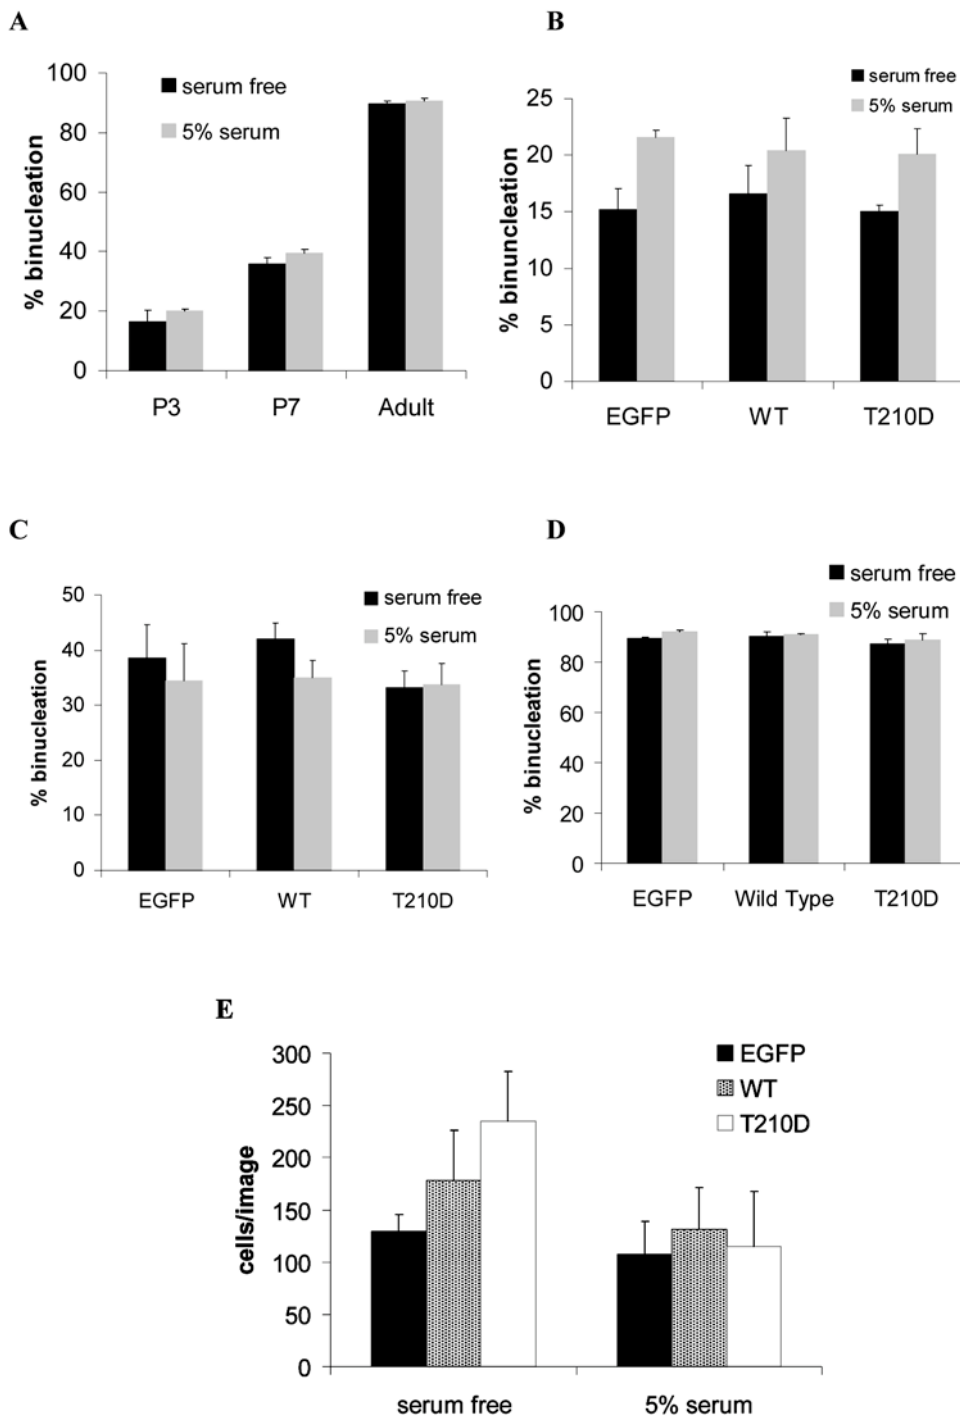 A
% binucleation
100
80
60
40
20
0
serum free
5% serum
P3 P7 Adult
B
% binuncleation
serum free
5% serum
25
20
15
10
5
0
EGFP WT T210D
C
% binucleation
50
40
30
20
10
0
serum free
5% serum
EGFP WT T210D
D
% binucleation
serum free
5% serum
100
80
60
40
20
0
EGFP Wild Type T210D
E
cells/image
300
250
200
150
100
50
0
EGFP
WT
T210D
serum free 5% serum